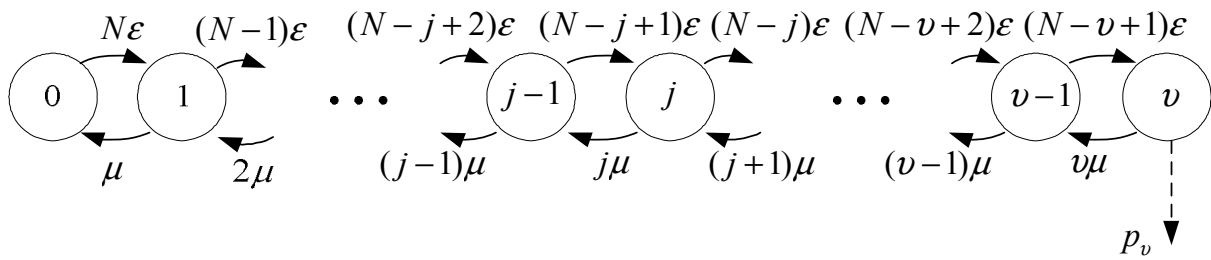 Nε (N−1)ε (N−j+2)ε (N−j+1)ε (N−j)ε (N−υ+2)ε (N−υ+1)ε
0 1 ••• j−1 j ••• υ−1 υ
μ 2μ (j−1)μ jμ (j+1)μ (υ−1)μ υμ
p_υ